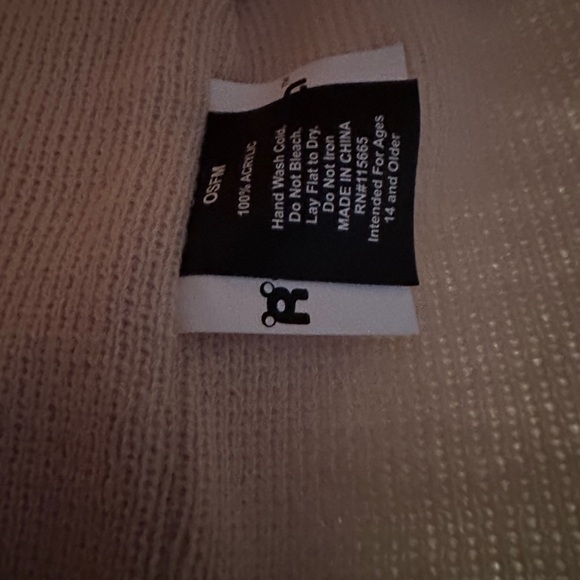 OSFM
100% ACRYLIC
Hand Wash Cold.
Do Not Bleach.
Lay Flat to Dry.
Do Not Iron
MADE IN CHINA
RN#115665
Intended For Ages
14 and Older